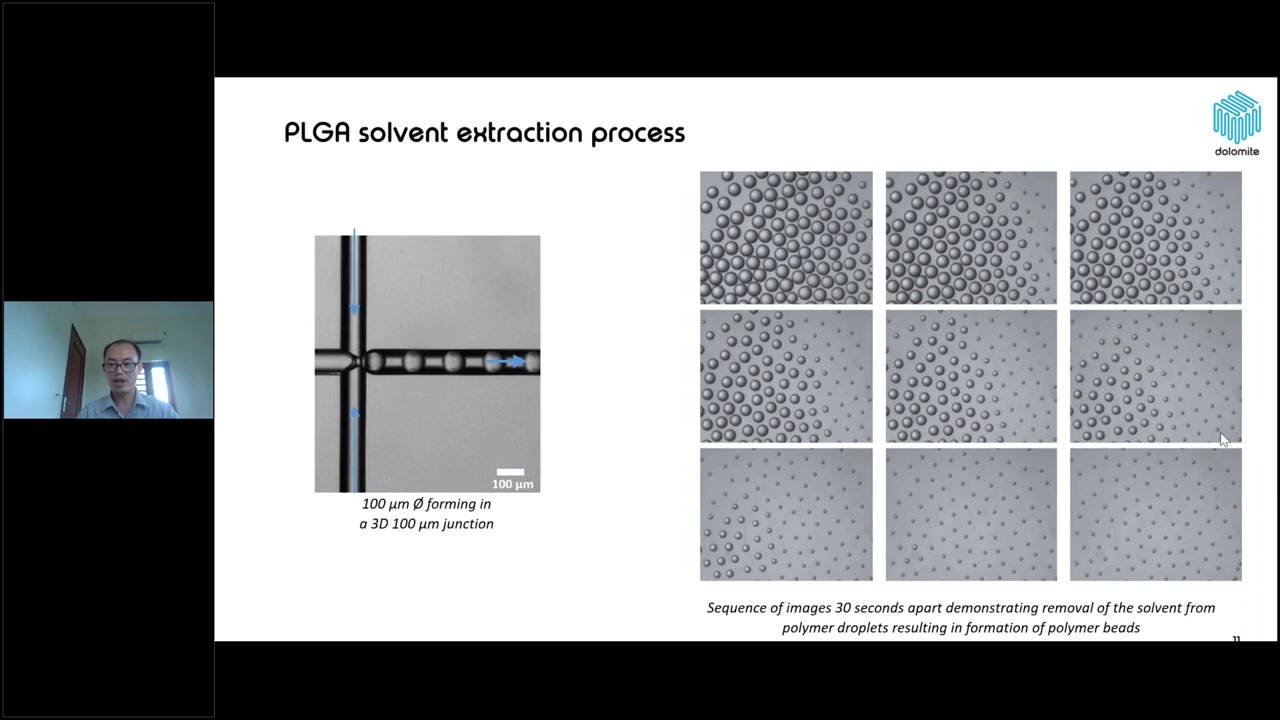 PLGA solvent extraction process
dolomite
100 µm
100 µm Ø forming in
a 3D 100 µm junction
Sequence of images 30 seconds apart demonstrating removal of the solvent from
polymer droplets resulting in formation of polymer beads
11